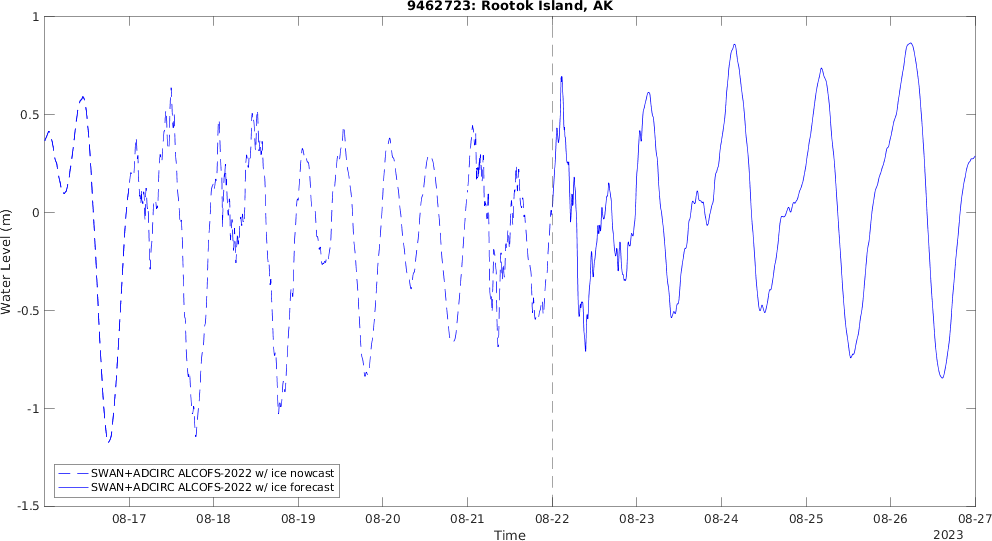 9462723: Rootok Island, AK
1
0.5
0
-0.5
-1
-1.5
Water Level (m)
SWAN+ADCIRC ALCOFS-2022 w/ ice nowcast
SWAN+ADCIRC ALCOFS-2022 w/ ice forecast
08-17 08-18 08-19 08-20 08-21 08-22 08-23 08-24 08-25 08-26 08-27
Time
2023